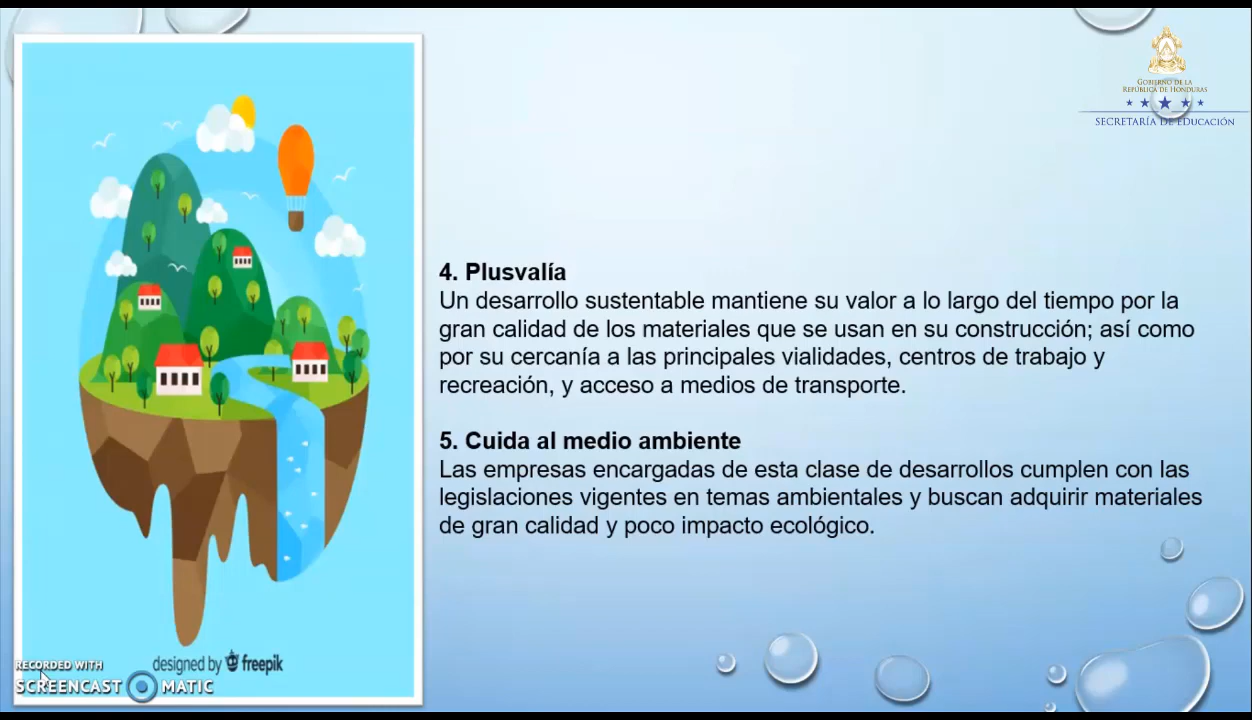 GOBIERNO DE LA
REPÚBLICA DE HONDURAS
SECRETARÍA DE EDUCACIÓN
4. Plusvalía
Un desarrollo sustentable mantiene su valor a lo largo del tiempo por la
gran calidad de los materiales que se usan en su construcción; así como
por su cercanía a las principales vialidades, centros de trabajo y
recreación, y acceso a medios de transporte.
5. Cuida al medio ambiente
Las empresas encargadas de esta clase de desarrollos cumplen con las
legislaciones vigentes en temas ambientales y buscan adquirir materiales
de gran calidad y poco impacto ecológico.
designed by freepik
RECORDED WITH
SCREENCAST MATIC